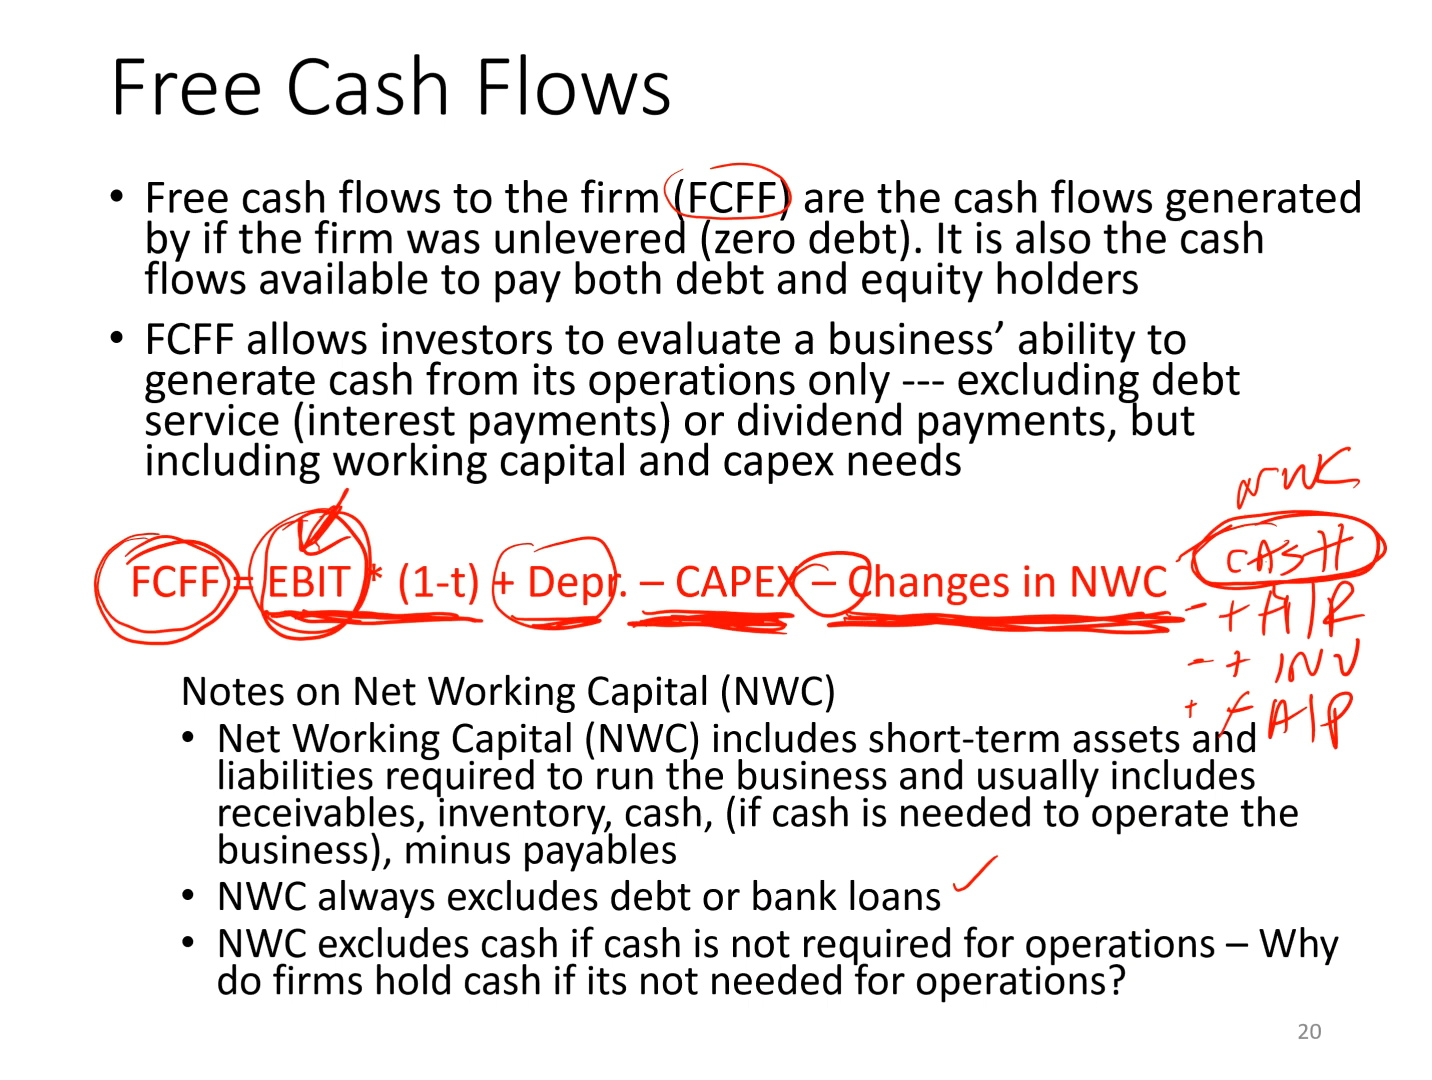 Free Cash Flows
• Free cash flows to the firm (FCFF) are the cash flows generated
by if the firm was unlevered (zero debt). It is also the cash
flows available to pay both debt and equity holders
• FCFF allows investors to evaluate a business’ ability to
generate cash from its operations only --- excluding debt
service (interest payments) or dividend payments, but
including working capital and capex needs
NWC
CASH
FCFF = EBIT * (1-t) + Depr. – CAPEX – Changes in NWC
- + A/R
- + INV
+ + A/P
Notes on Net Working Capital (NWC)
• Net Working Capital (NWC) includes short-term assets and
liabilities required to run the business and usually includes
receivables, inventory, cash, (if cash is needed to operate the
business), minus payables
• NWC always excludes debt or bank loans
• NWC excludes cash if cash is not required for operations – Why
do firms hold cash if its not needed for operations?
20